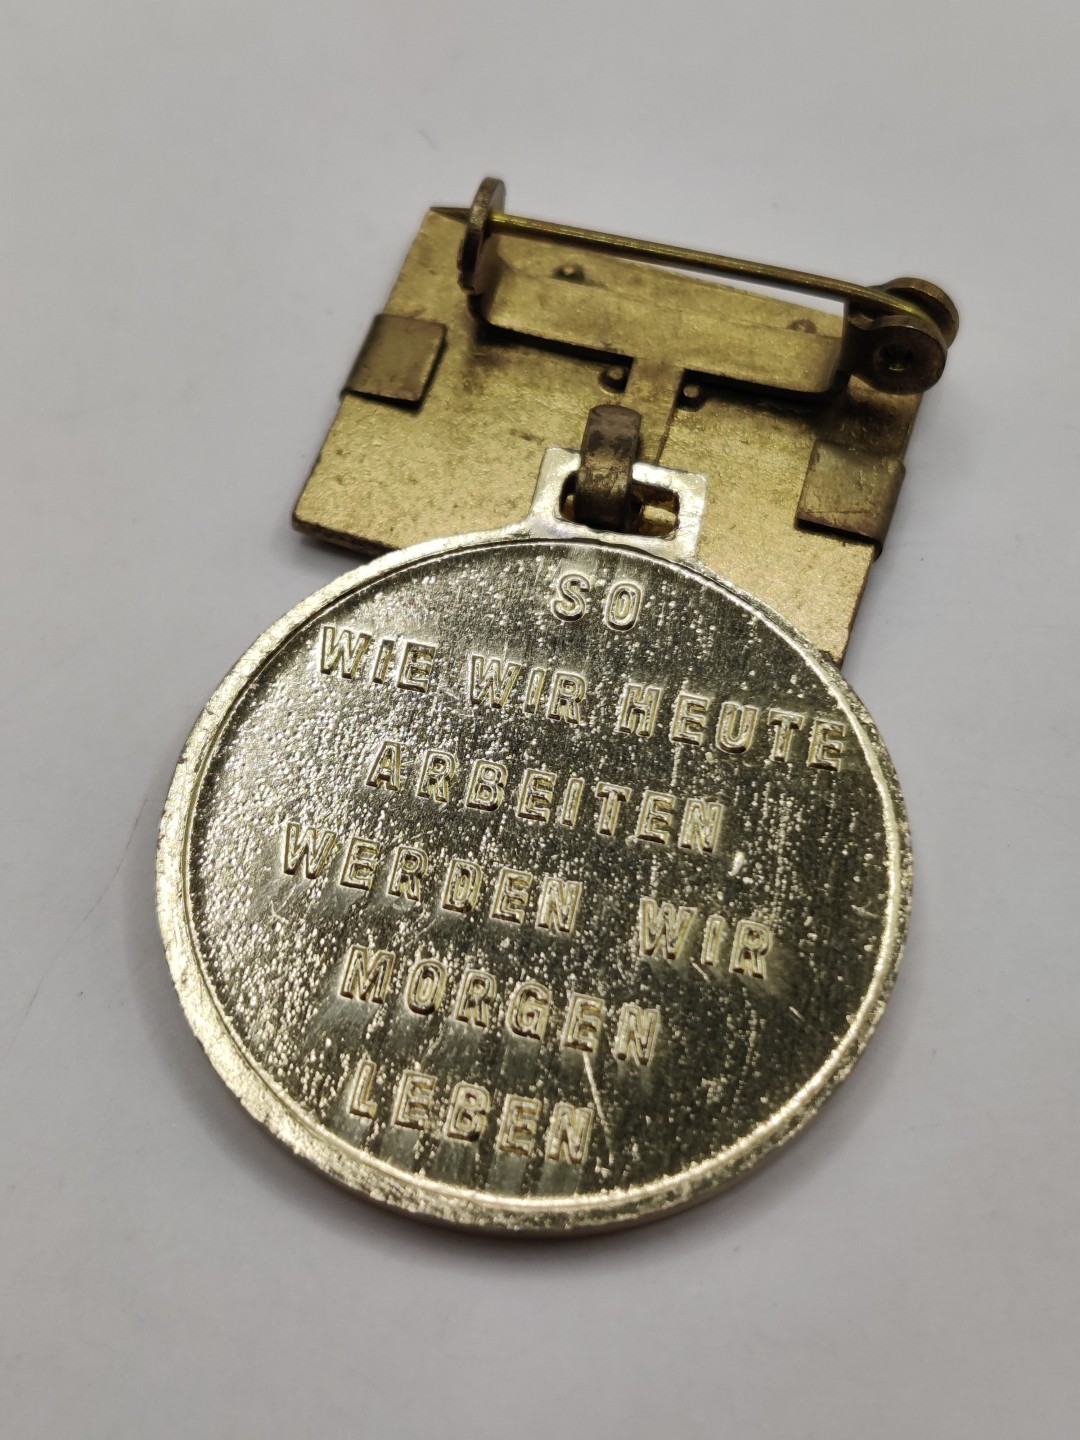 SO
WIE WIR HEUTE
ARBEITEN
WERDEN WIR
MORGEN
LEBEN